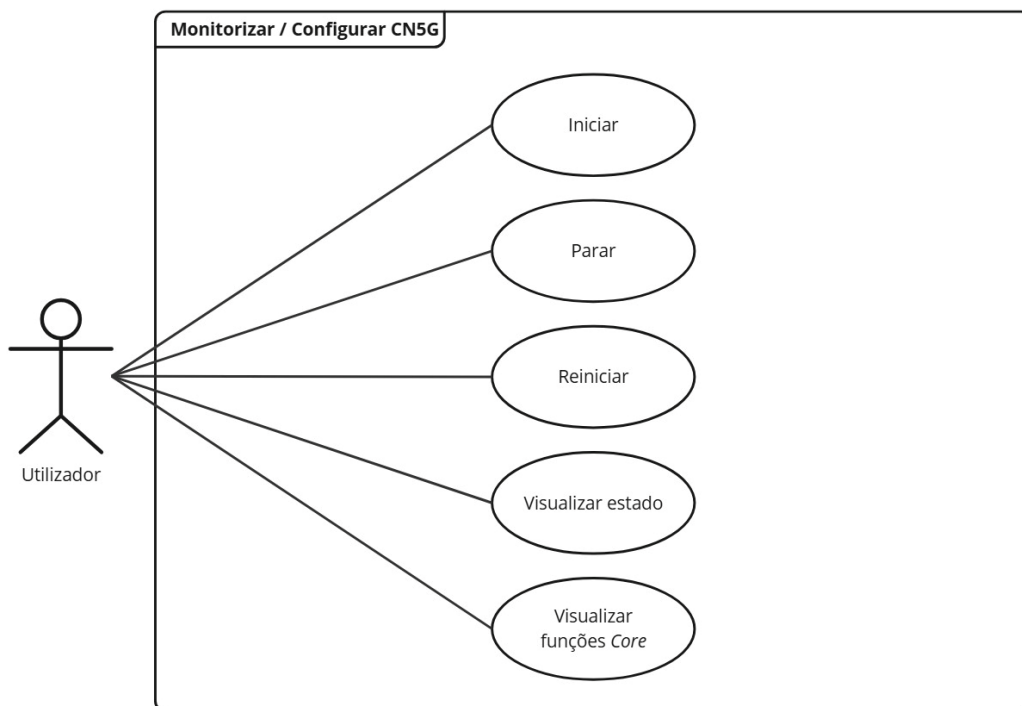 Monitorizar / Configurar CN5G
Iniciar
Parar
Reiniciar
Utilizador
Visualizar estado
Visualizar
funções Core